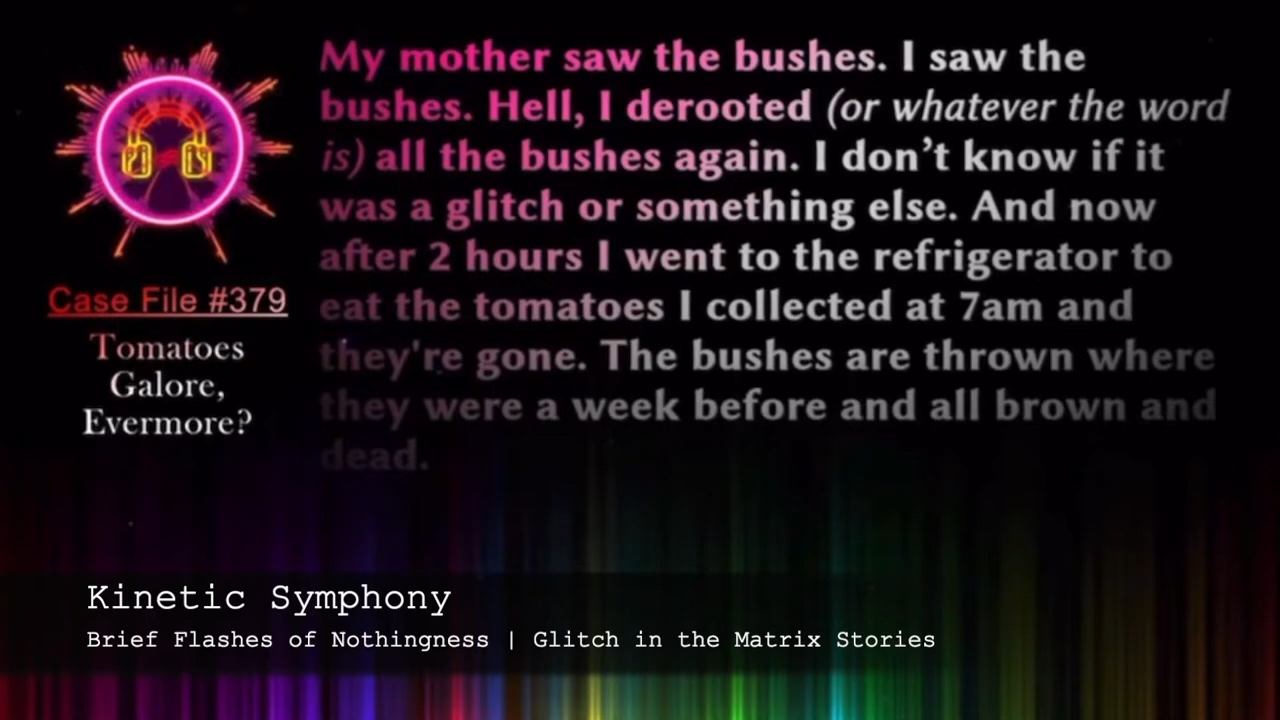 My mother saw the bushes. I saw the
bushes. Hell, I derooted (or whatever the word
is) all the bushes again. I don’t know if it
was a glitch or something else. And now
after 2 hours I went to the refrigerator to
eat the tomatoes I collected at 7am and
they're gone. The bushes are thrown where
they were a week before and all brown and
dead.
Case File #379
Tomatoes
Galore,
Evermore?
Kinetic Symphony
Brief Flashes of Nothingness | Glitch in the Matrix Stories